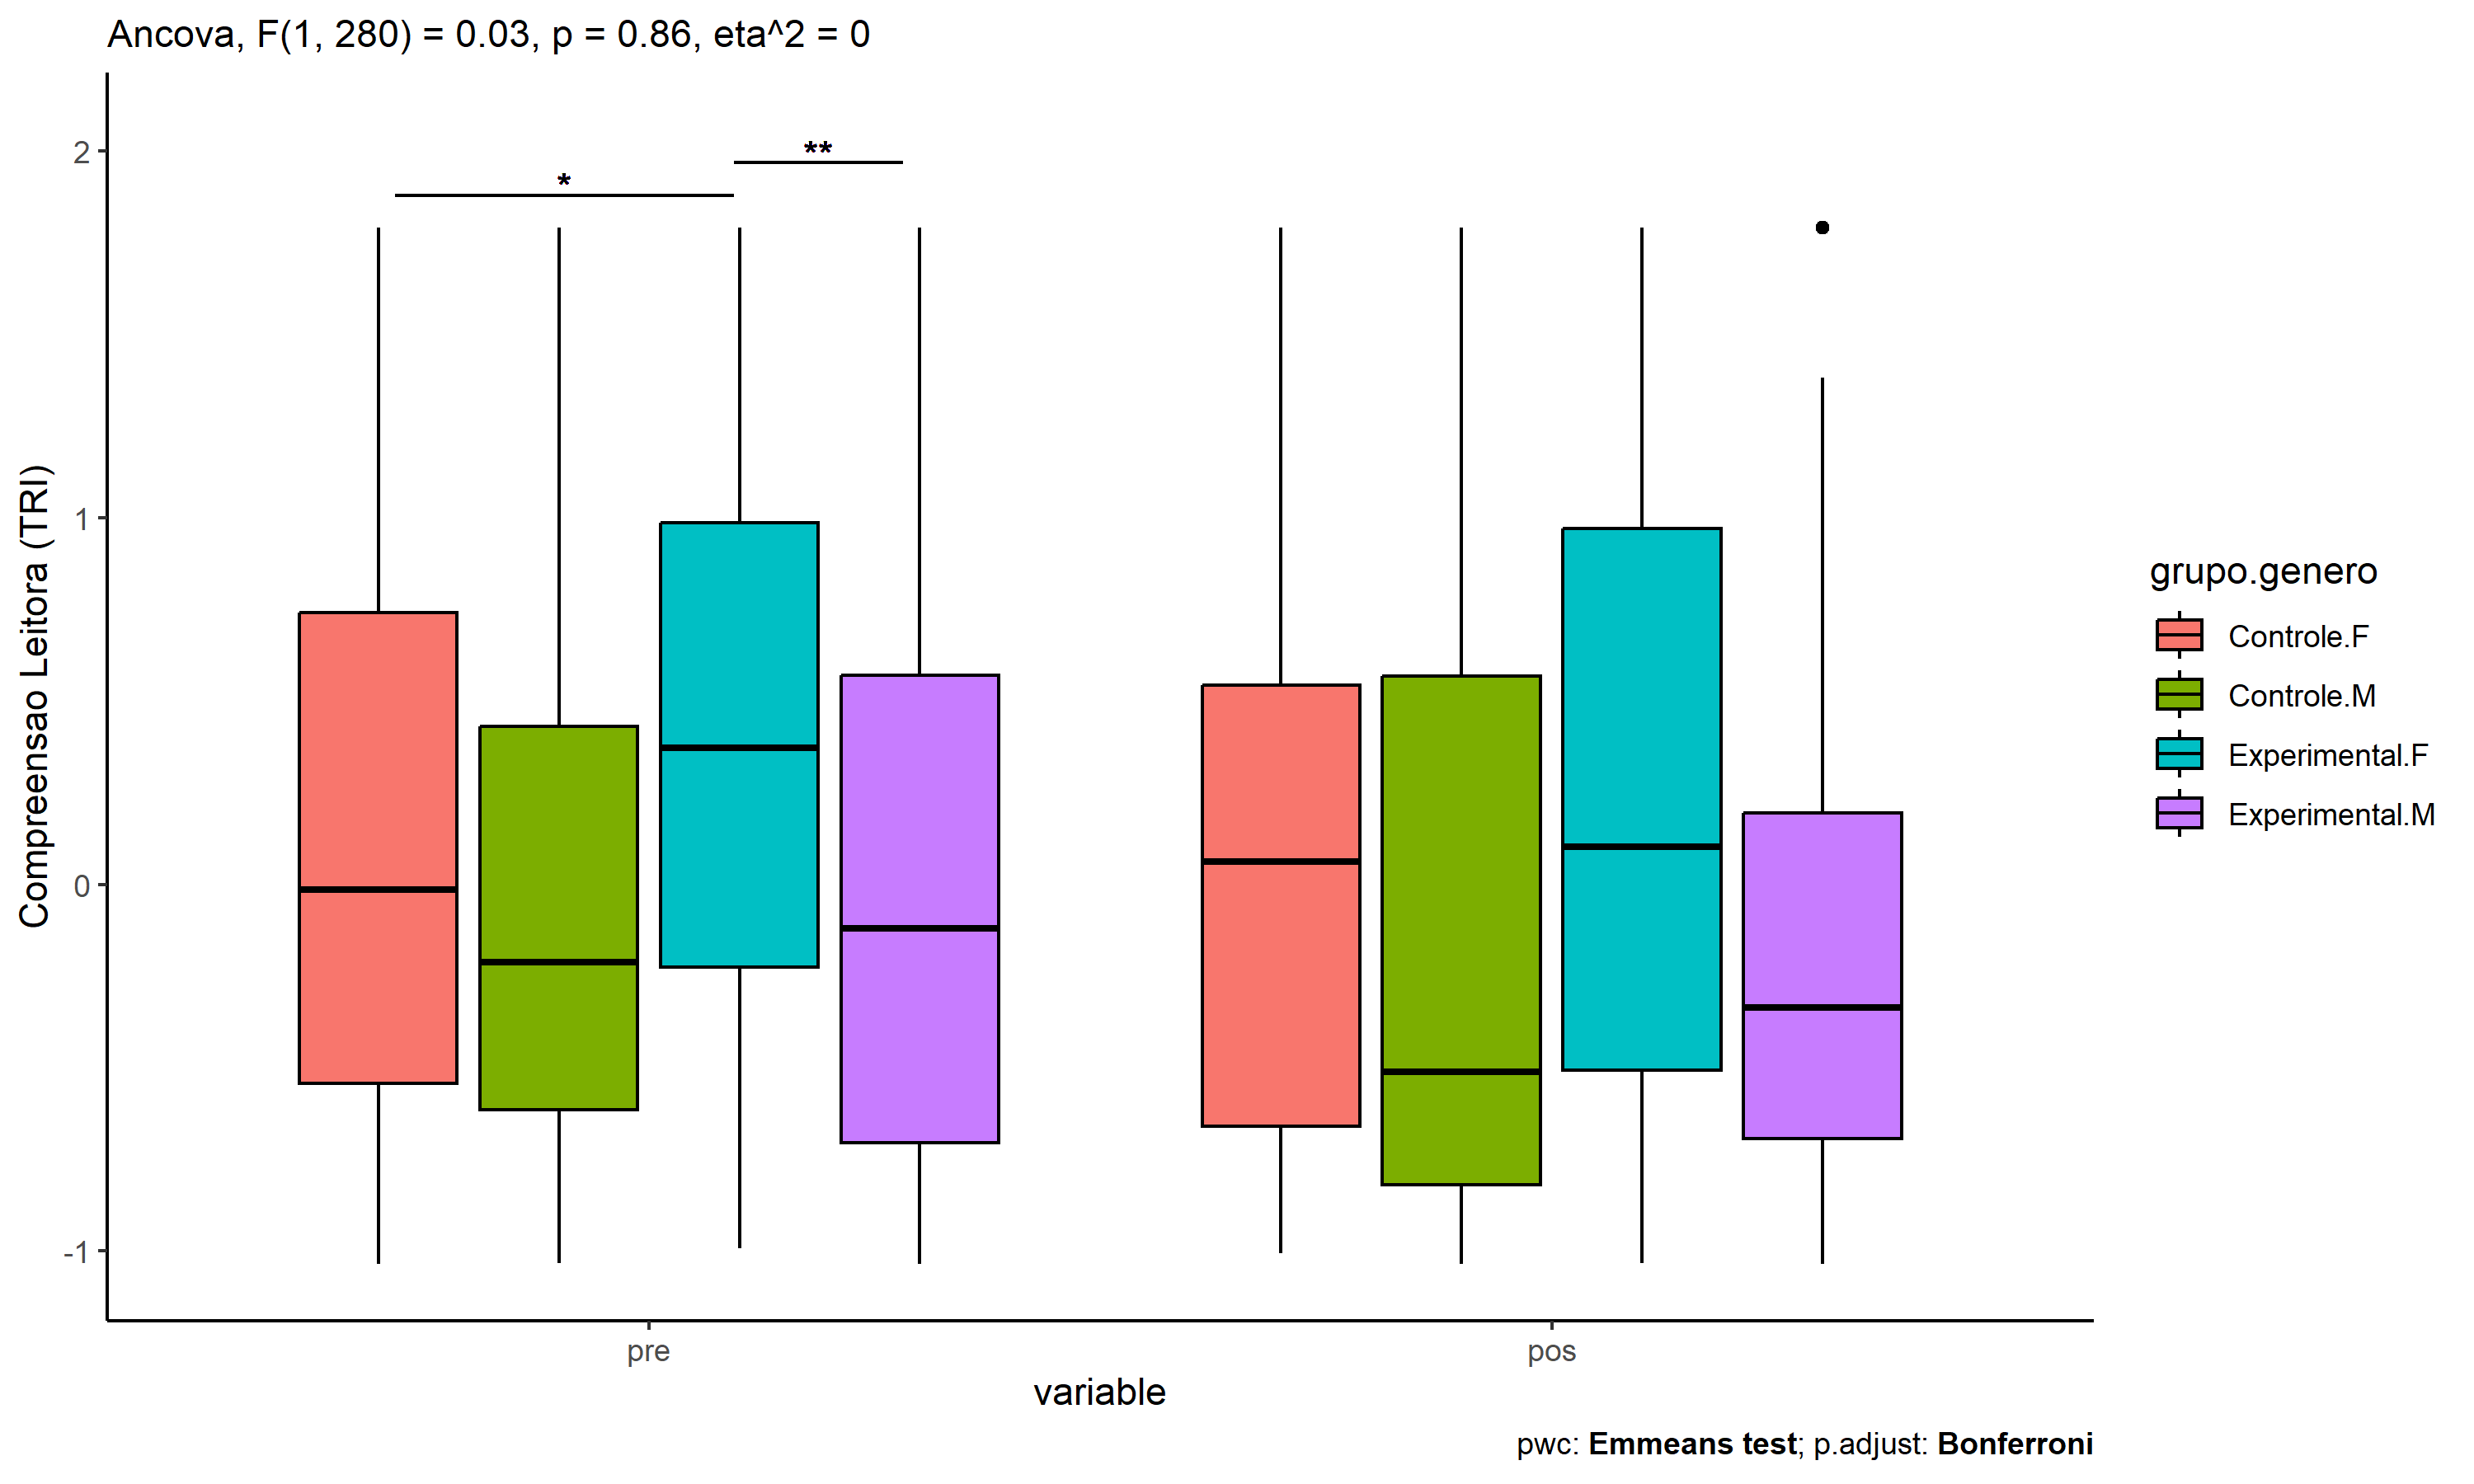 Ancova, F(1, 280) = 0.03, p = 0.86, eta^2 = 0
Compreensao Leitora (TRI)
2
1
0
-1
*
**
pre
pos
variable
grupo.genero
Controle.F
Controle.M
Experimental.F
Experimental.M
pwc: Emmeans test; p.adjust: Bonferroni